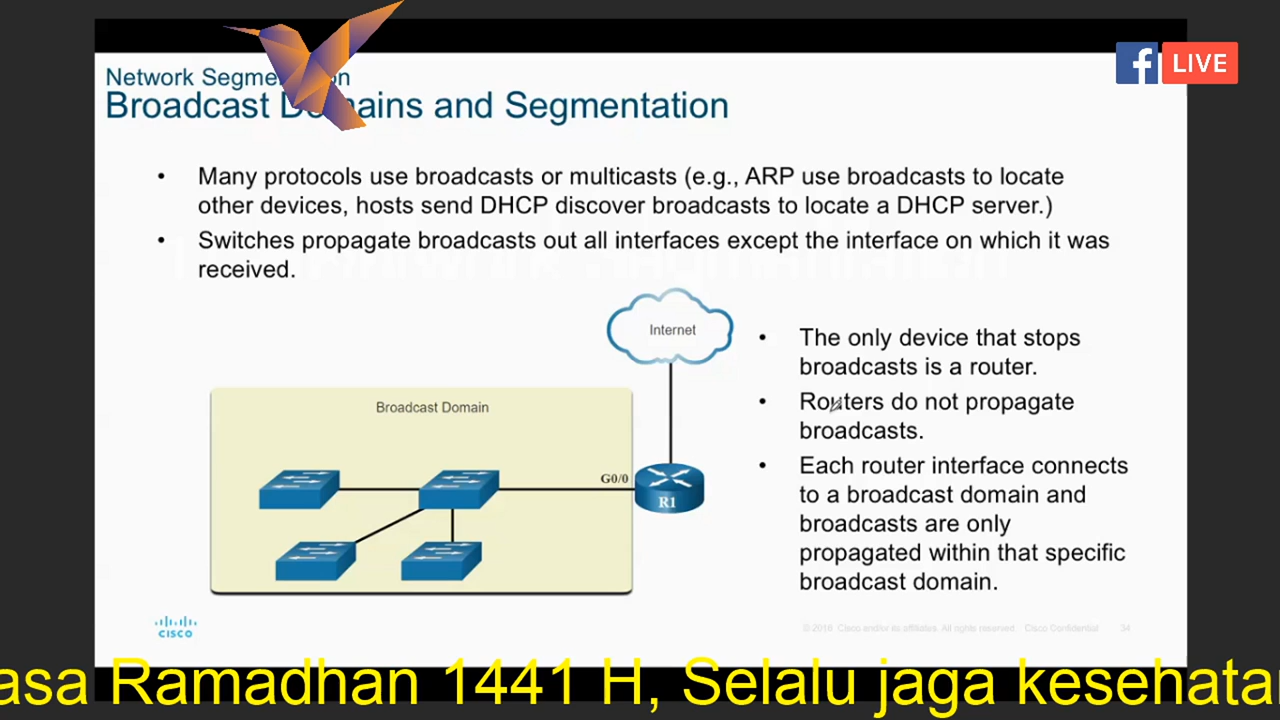 LIVE
Network Segmen on
Broadcast Domains and Segmentation
• Many protocols use broadcasts or multicasts (e.g., ARP use broadcasts to locate
other devices, hosts send DHCP discover broadcasts to locate a DHCP server.)
• Switches propagate broadcasts out all interfaces except the interface on which it was
received.
Internet
Broadcast Domain
G0/0
R1
• The only device that stops
broadcasts is a router.
• Routers do not propagate
broadcasts.
• Each router interface connects
to a broadcast domain and
broadcasts are only
propagated within that specific
broadcast domain.
CISCO
© 2016 Cisco and/or its affiliates. All rights reserved. Cisco Confidential 34
asa Ramadhan 1441 H, Selalu jaga kesehata